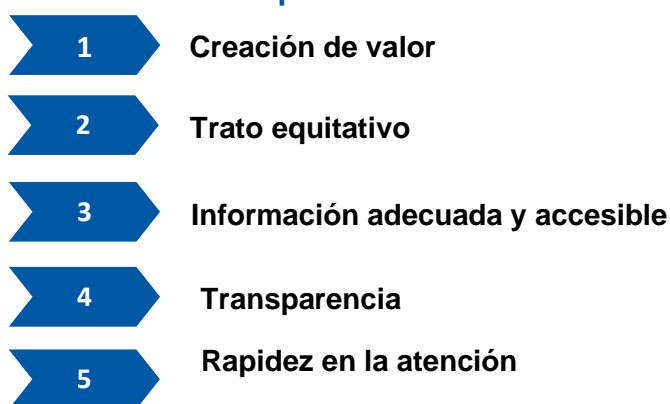 1 Creación de valor
2 Trato equitativo
3 Información adecuada y accesible
4 Transparencia
5 Rapidez en la atención